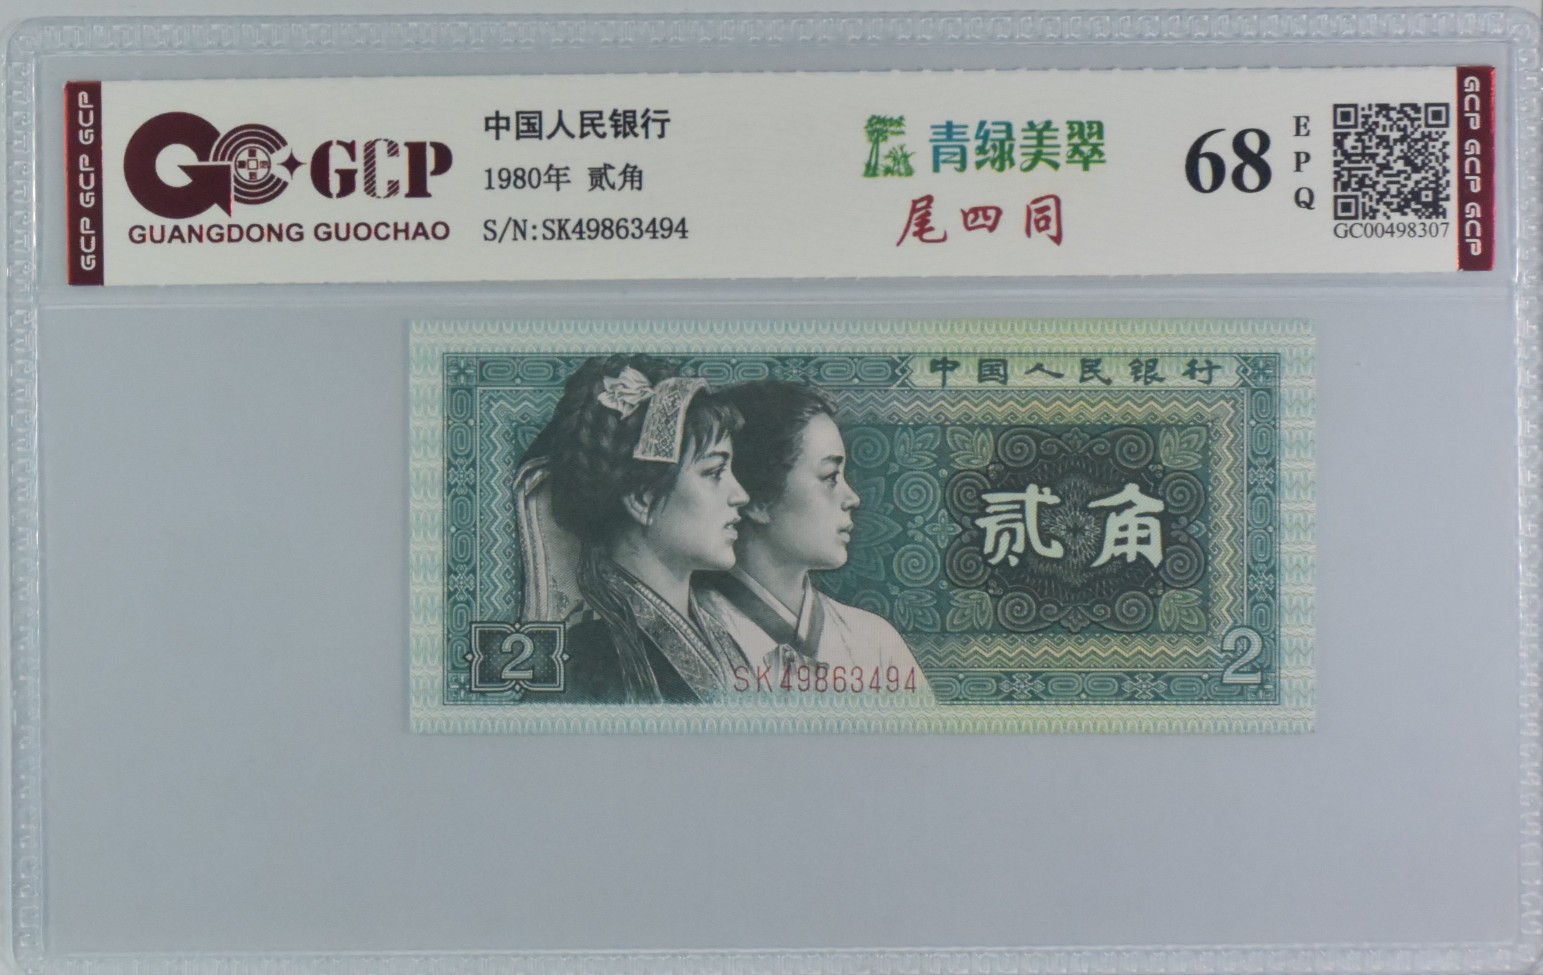 GCP GCP GCP
GCP
GUANGDONG GUOCHAO
中国人民银行
1980年 贰角
S/N:SK49863494
青绿美翠
尾四同
68
EPQ
GC00498307
GCP GCP GCP
中国人民银行
贰角
2
2
SK49863494